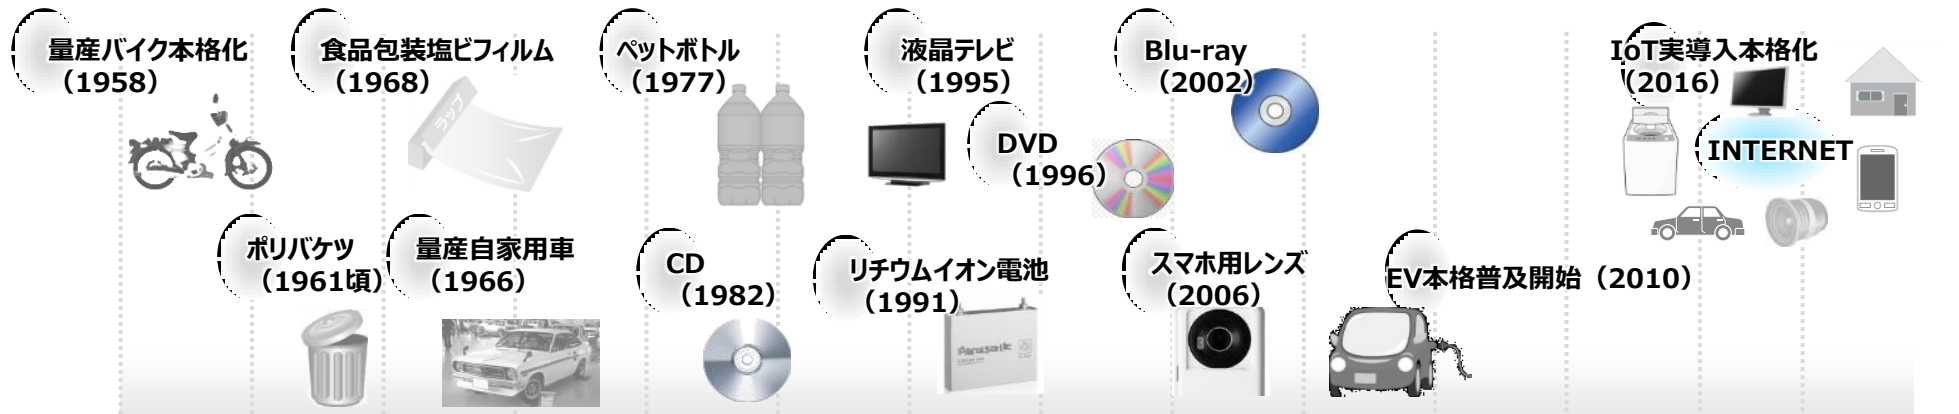 量産バイク本格化
（1958）
食品包装塩ビフィルム
（1968）
ラップ
ペットボトル
（1977）
液晶テレビ
（1995）
DVD
（1996）
Blu-ray
（2002）
IoT実導入本格化
（2016）
INTERNET
ポリバケツ
（1961頃）
量産自家用車
（1966）
CD
（1982）
リチウムイオン電池
（1991）
Panasonic
スマホ用レンズ
（2006）
EV本格普及開始（2010）